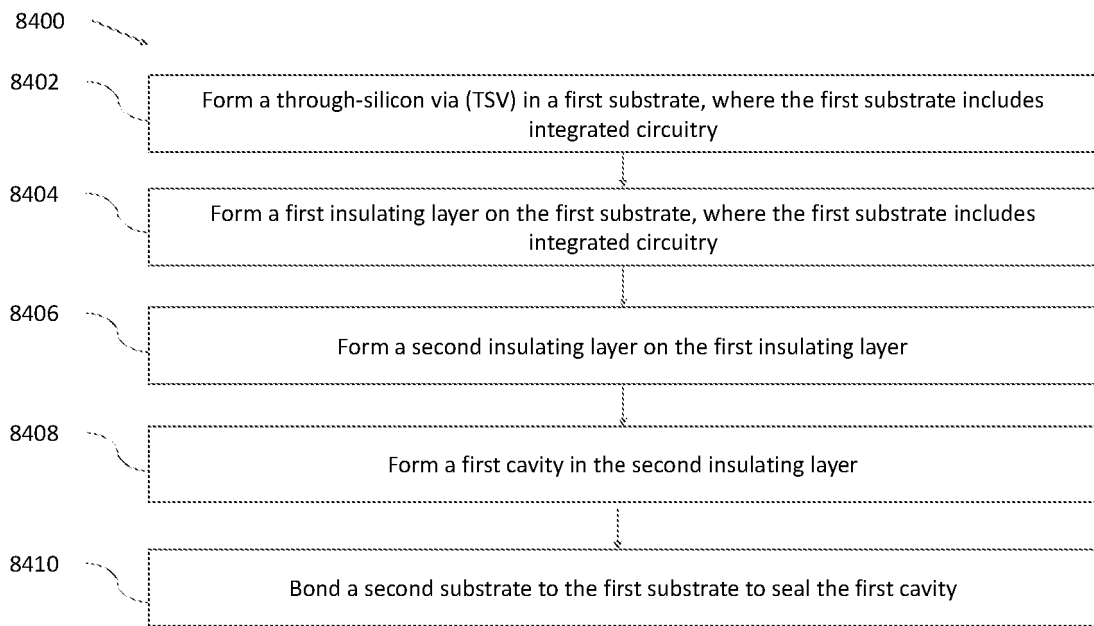 8400
8402
Form a through-silicon via (TSV) in a first substrate, where the first substrate includes
integrated circuitry
8404
Form a first insulating layer on the first substrate, where the first substrate includes
integrated circuitry
8406
Form a second insulating layer on the first insulating layer
8408
Form a first cavity in the second insulating layer
8410
Bond a second substrate to the first substrate to seal the first cavity